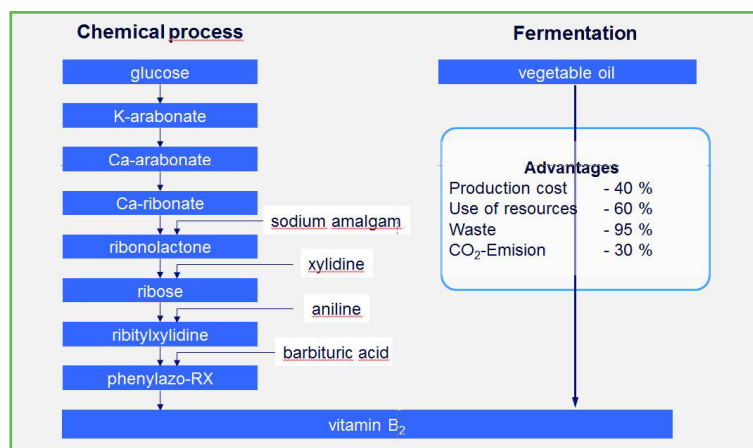 Chemical process
glucose
K-arabonate
Ca-arabonate
Ca-ribonate
sodium amalgam
ribonolactone
xylidine
ribose
aniline
ribitylxylidine
barbituric acid
phenylazo-RX
Fermentation
vegetable oil
Advantages
Production cost - 40 %
Use of resources - 60 %
Waste - 95 %
CO₂-Emision - 30 %
vitamin B₂